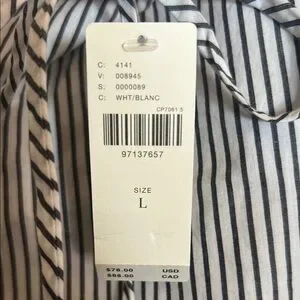 C: 4141
V: 008945
S: 0000089
C: WHT/BLANC
CP7061 5
97137657
SIZE
L
$78.00 USD
$88.00 CAD